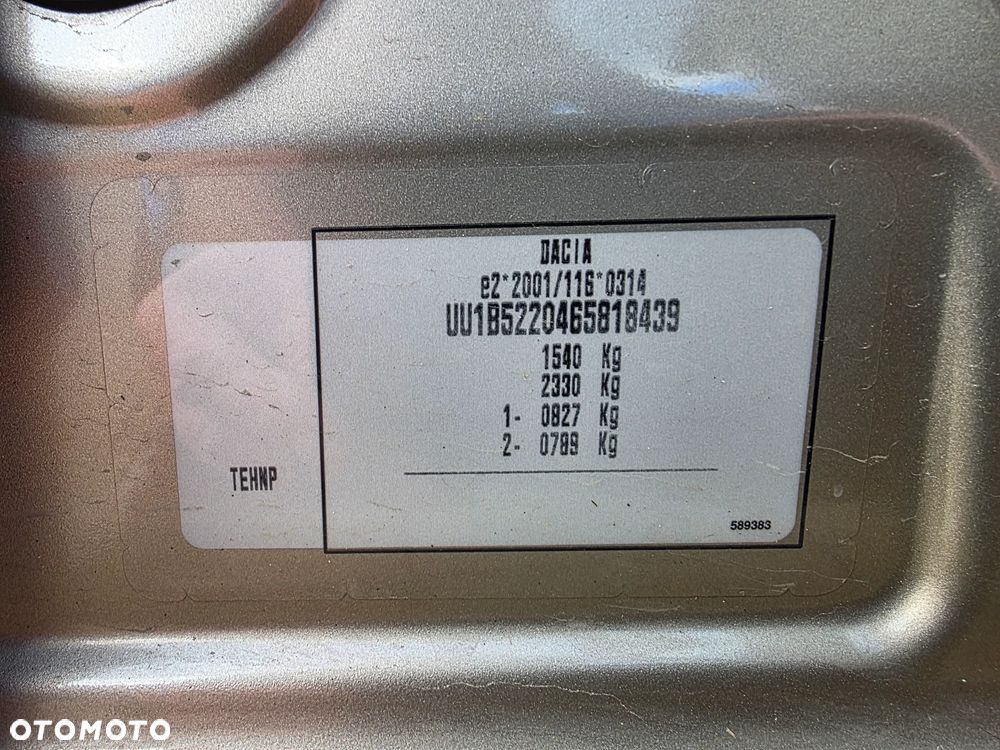 DACIA
e2*2001/116*0314
UU1B5220465818439
1540 Kg
2330 Kg
1- 0827 Kg
2- 0789 Kg
TEHNP
589383
OTOMOTO